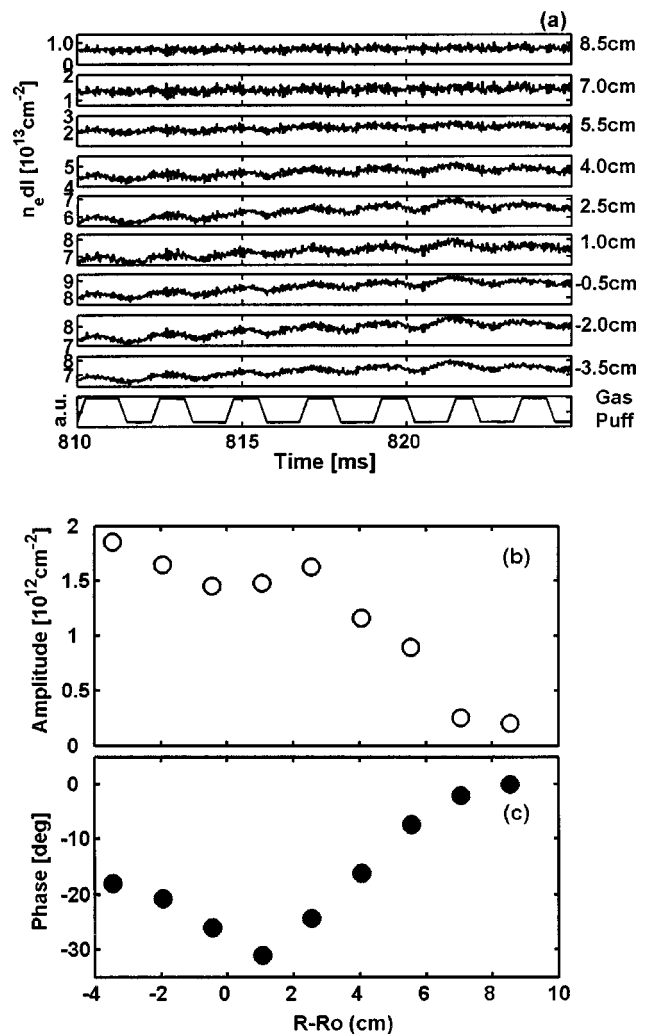 (a)
n_e dl [10^13 cm^-2]
1.0
0
8.5cm
2
1
7.0cm
3
2
5.5cm
5
4
4.0cm
7
6
2.5cm
8
7
1.0cm
9
8
-0.5cm
8
7
-2.0cm
8
7
-3.5cm
a.u.
Gas
Puff
810
815
820
Time [ms]
(b)
Amplitude [10^12 cm^-2]
2
1.5
1
0.5
0
(c)
Phase [deg]
0
-10
-20
-30
-4
-2
0
2
4
6
8
10
R-Ro (cm)